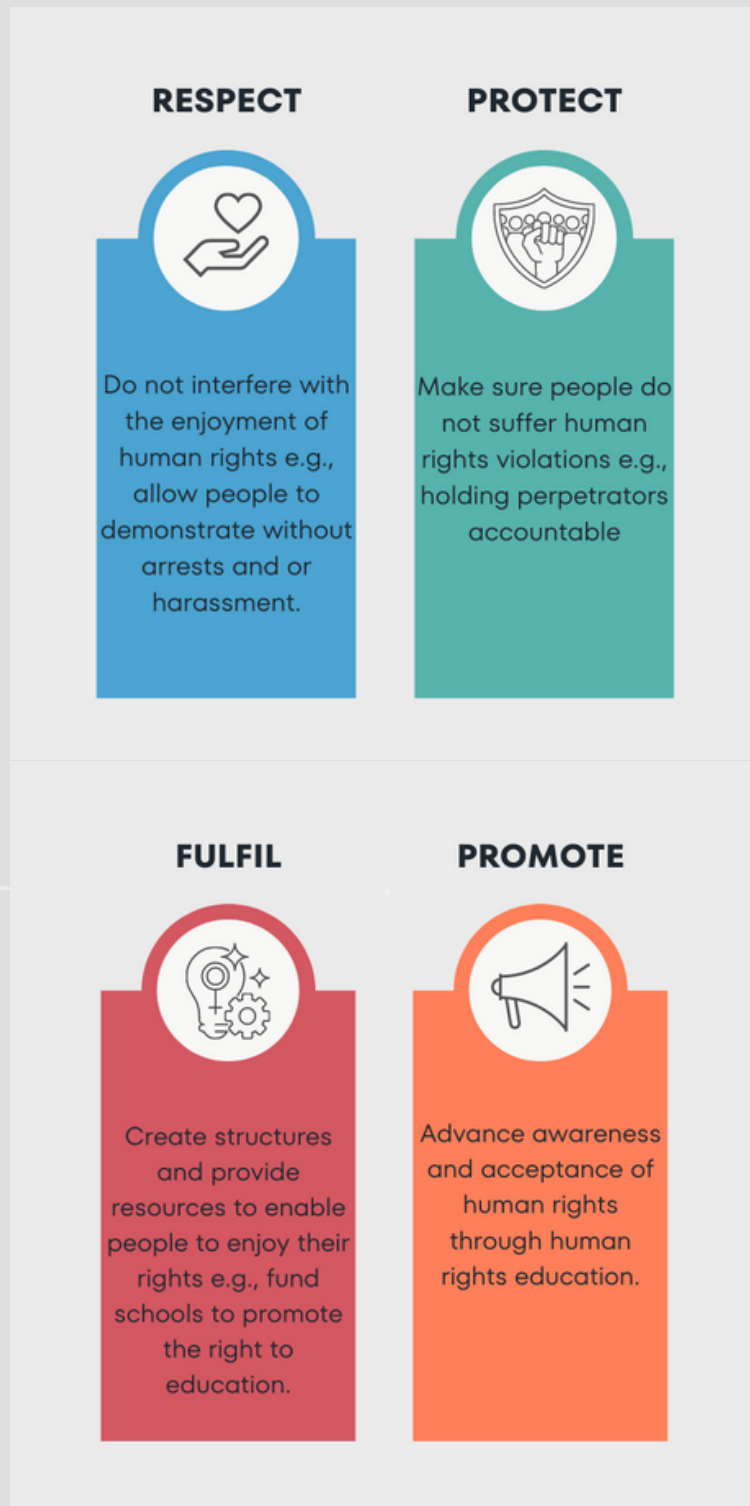 RESPECT
Do not interfere with
the enjoyment of
human rights e.g.,
allow people to
demonstrate without
arrests and or
harassment.
PROTECT
Make sure people do
not suffer human
rights violations e.g.,
holding perpetrators
accountable
FULFIL
Create structures
and provide
resources to enable
people to enjoy their
rights e.g., fund
schools to promote
the right to
education.
PROMOTE
Advance awareness
and acceptance of
human rights
through human
rights education.